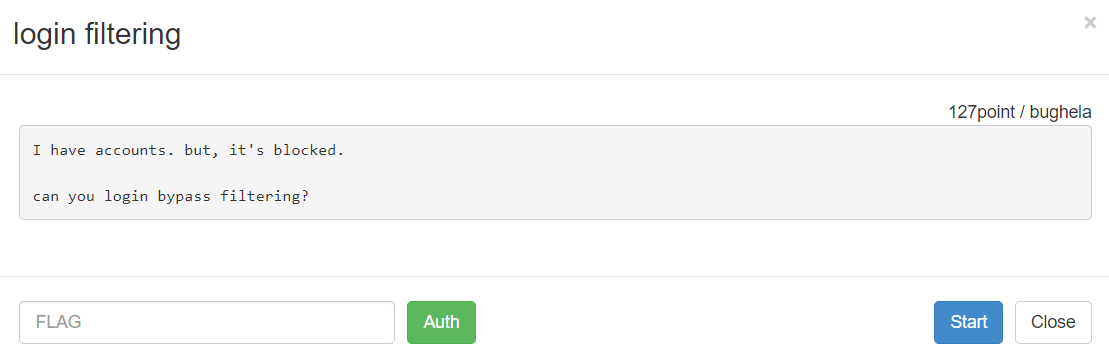 login filtering
×
127point / bughela
I have accounts. but, it's blocked.
can you login bypass filtering?
FLAG
Auth
Start
Close